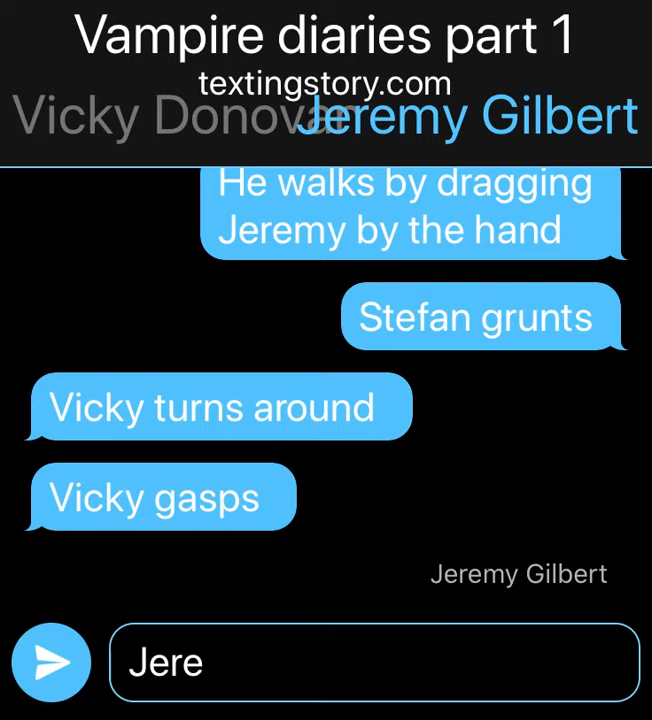 Vampire diaries part 1
textingstory.com
Vicky Donovan Jeremy Gilbert
He walks by dragging
Jeremy by the hand
Stefan grunts
Vicky turns around
Vicky gasps
Jeremy Gilbert
Jere